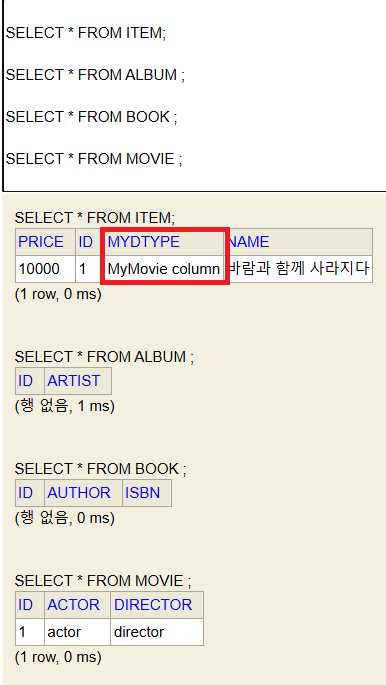 SELECT * FROM ITEM;
SELECT * FROM ALBUM ;
SELECT * FROM BOOK ;
SELECT * FROM MOVIE ;
SELECT * FROM ITEM;
PRICE ID MYDTYPE NAME
10000 1 MyMovie column 바람과 함께 사라지다
(1 row, 0 ms)
SELECT * FROM ALBUM ;
ID ARTIST
(행 없음, 1 ms)
SELECT * FROM BOOK ;
ID AUTHOR ISBN
(행 없음, 0 ms)
SELECT * FROM MOVIE ;
ID ACTOR DIRECTOR
1 actor director
(1 row, 0 ms)